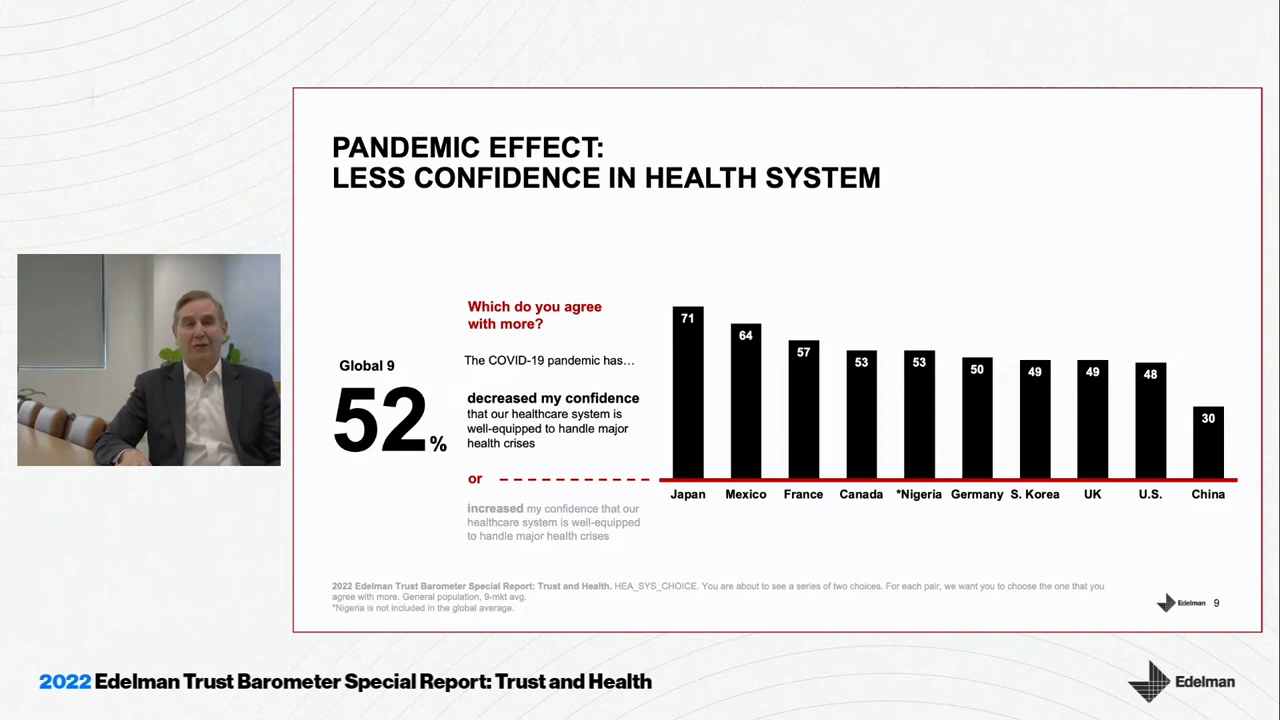 PANDEMIC EFFECT:
LESS CONFIDENCE IN HEALTH SYSTEM
Global 9
52%
Which do you agree
with more?
The COVID-19 pandemic has…
decreased my confidence
that our healthcare system is
well-equipped to handle major
health crises
or
increased my confidence that our
healthcare system is well-equipped
to handle major health crises
71 64 57 53 53 50 49 49 48 30
Japan Mexico France Canada *Nigeria Germany S. Korea UK U.S. China
2022 Edelman Trust Barometer Special Report: Trust and Health. HEA_SYS_CHOICE. You are about to see a series of two choices. For each pair, we want you to choose the one that you
agree with more. General population, 9-mkt avg.
*Nigeria is not included in the global average.
Edelman 9
2022 Edelman Trust Barometer Special Report: Trust and Health
Edelman